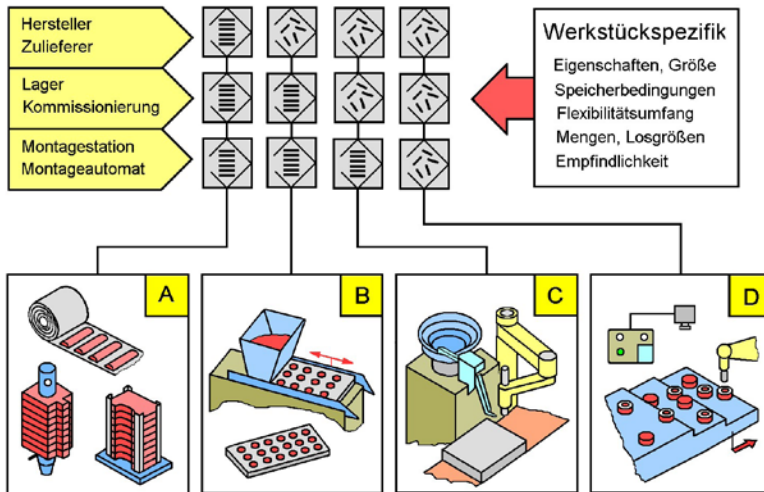 Hersteller
Zulieferer
Lager
Kommissionierung
Montagestation
Montageautomat
Werkstückspezifik
Eigenschaften, Größe
Speicherbedingungen
Flexibilitätsumfang
Mengen, Losgrößen
Empfindlichkeit
A
B
C
D